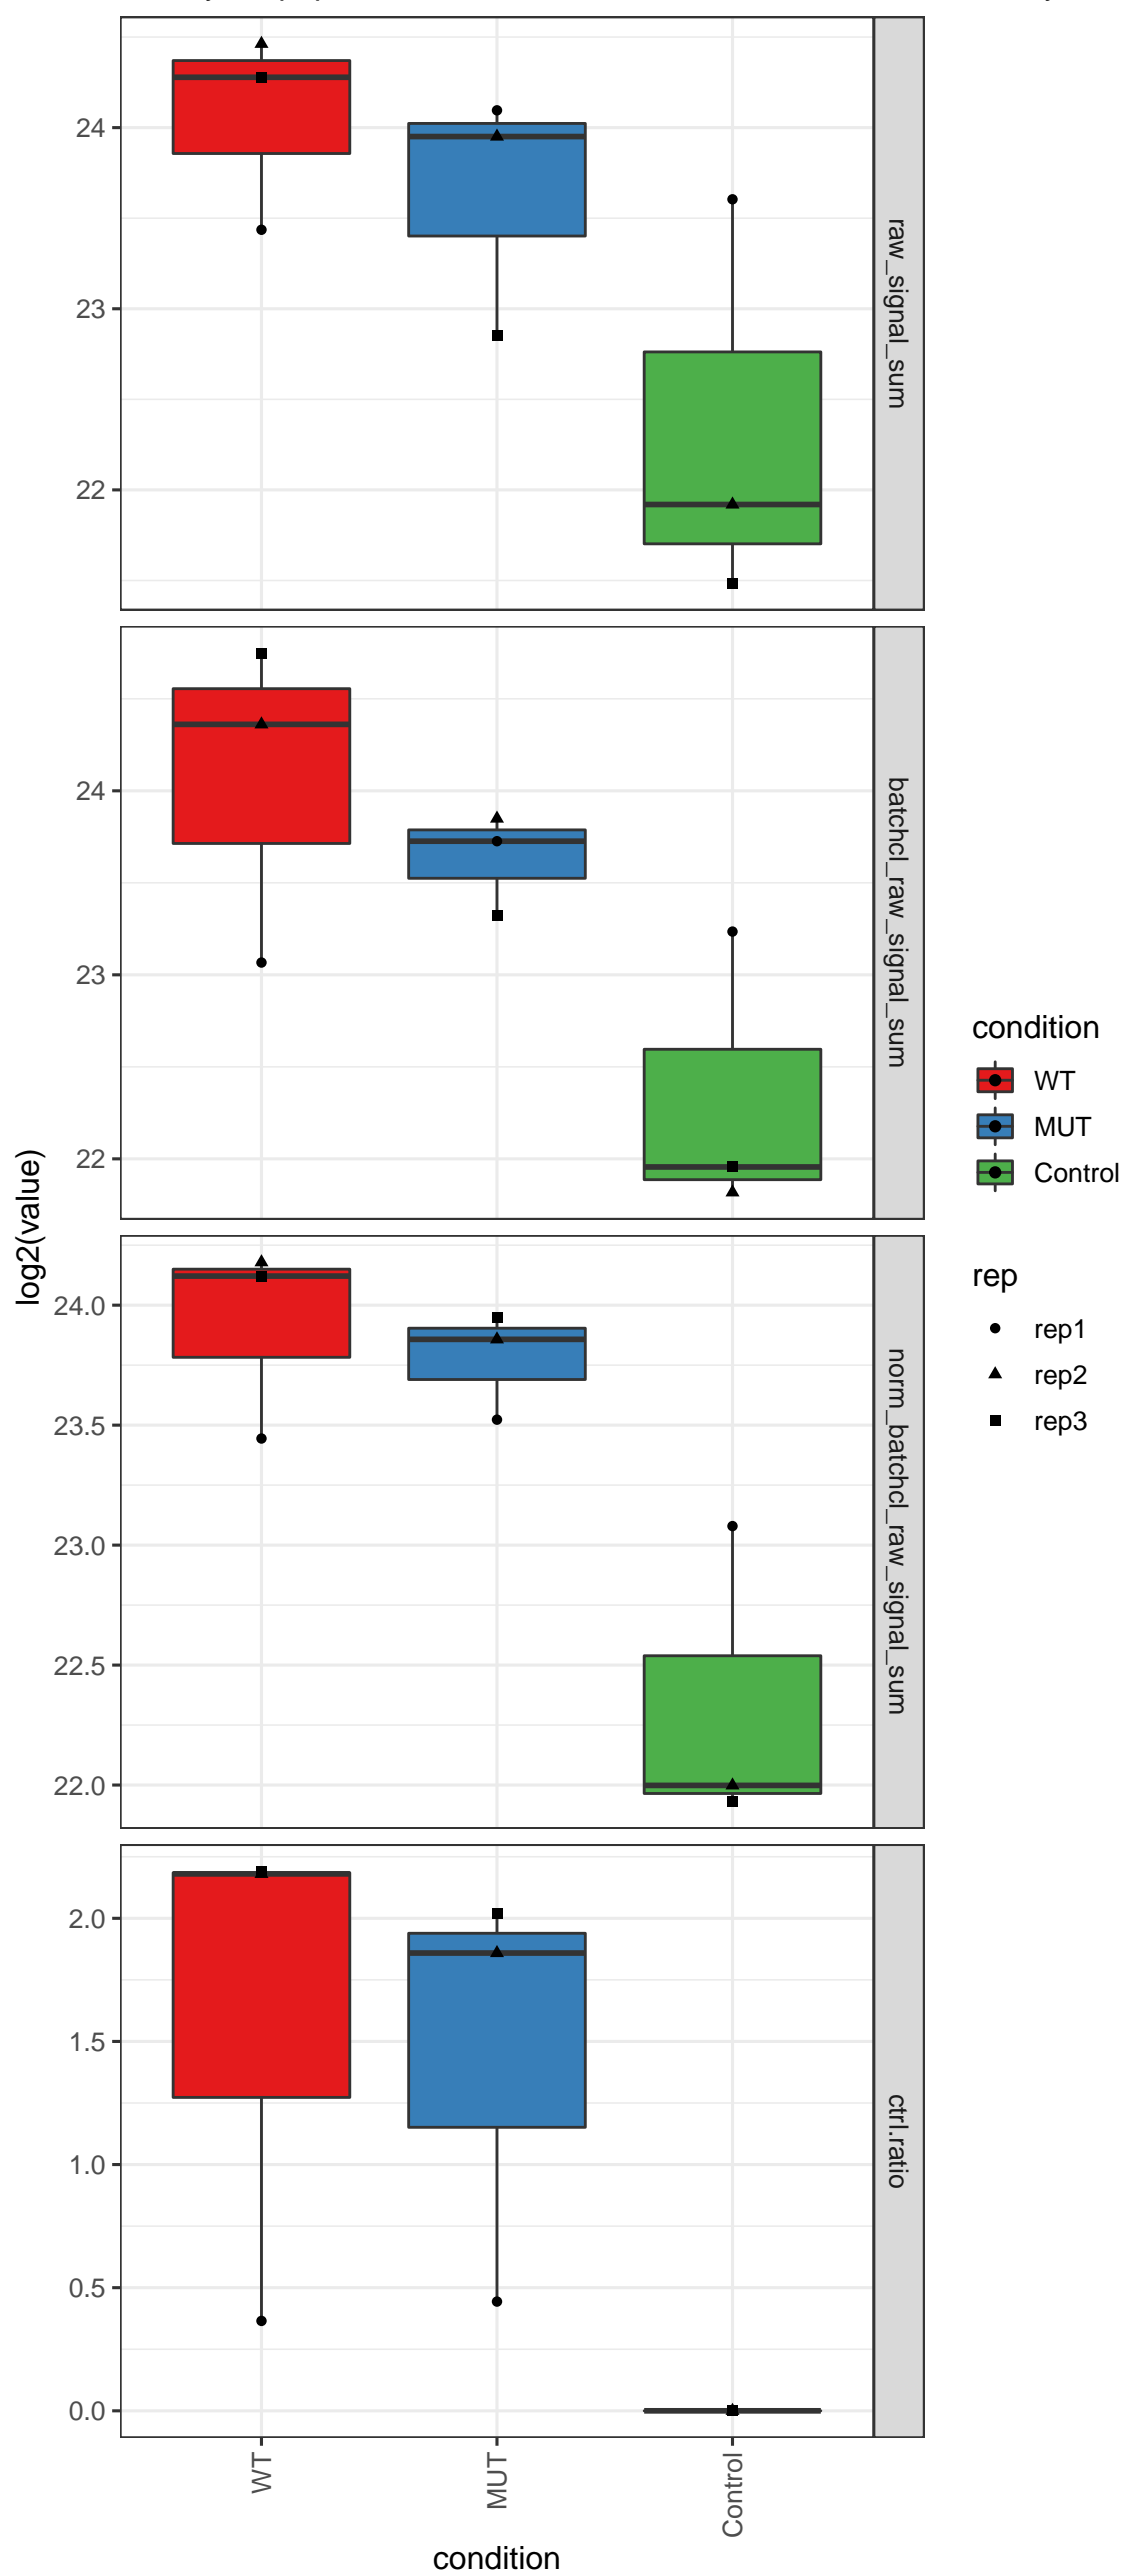 24
23
22
raw_signal_sum
24
23
22
batchcl_raw_signal_sum
24.0
23.5
23.0
22.5
22.0
norm_batchcl_raw_signal_sum
2.0
1.5
1.0
0.5
0.0
ctrl.ratio
log2(value)
WT
MUT
Control
condition
condition
WT
MUT
Control
rep
rep1
rep2
rep3